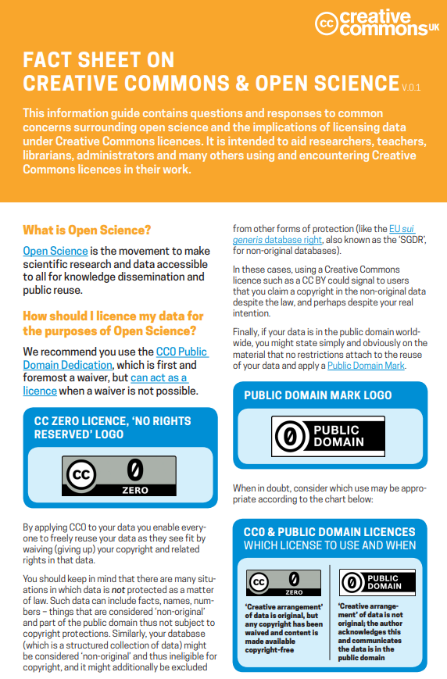 cc creative commons UK
FACT SHEET ON
CREATIVE COMMONS & OPEN SCIENCE V.0.1
This information guide contains questions and responses to common
concerns surrounding open science and the implications of licensing data
under Creative Commons licences. It is intended to aid researchers, teachers,
librarians, administrators and many others using and encountering Creative
Commons licences in their work.
What is Open Science?
Open Science is the movement to make
scientific research and data accessible
to all for knowledge dissemination and
public reuse.
How should I licence my data for
the purposes of Open Science?
We recommend you use the CC0 Public
Domain Dedication, which is first and
foremost a waiver, but can act as a
licence when a waiver is not possible.
CC ZERO LICENCE, ‘NO RIGHTS
RESERVED’ LOGO
cc 0
ZERO
By applying CC0 to your data you enable every-
one to freely reuse your data as they see fit by
waiving (giving up) your copyright and related
rights in that data.
You should keep in mind that there are many situ-
ations in which data is not protected as a matter
of law. Such data can include facts, names, num-
bers – things that are considered ‘non-original’
and part of the public domain thus not subject to
copyright protections. Similarly, your database
(which is a structured collection of data) might
be considered ‘non-original’ and thus ineligible for
copyright, and it might additionally be excluded
from other forms of protection (like the EU sui
generis database right, also known as the ‘SGDR’,
for non-original databases).
In these cases, using a Creative Commons
licence such as a CC BY could signal to users
that you claim a copyright in the non-original data
despite the law, and perhaps despite your real
intention.
Finally, if your data is in the public domain world-
wide, you might state simply and obviously on the
material that no restrictions attach to the reuse
of your data and apply a Public Domain Mark.
PUBLIC DOMAIN MARK LOGO
PUBLIC
DOMAIN
When in doubt, consider which use may be appro-
priate according to the chart below:
CC0 & PUBLIC DOMAIN LICENCES
WHICH LICENSE TO USE AND WHEN
cc 0
ZERO
‘Creative arrangement’
of data is original, but
any copyright has been
waived and content is
made available
copyright-free
PUBLIC
DOMAIN
‘Creative arrange-
ment’ of data is not
original; the author
acknowledges this
and communicates
the data is in the
public domain